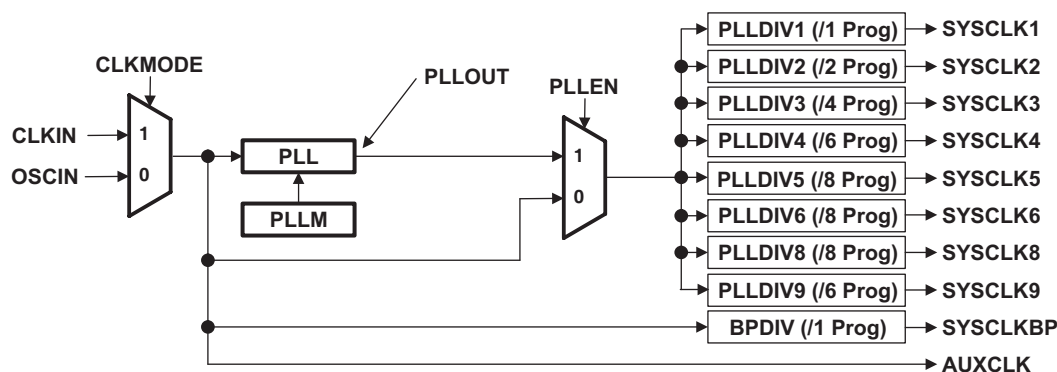 PLLDIV1 (/1 Prog) SYSCLK1
CLKMODE PLLOUT PLLEN PLLDIV2 (/2 Prog) SYSCLK2
PLLDIV3 (/4 Prog) SYSCLK3
CLKIN 1 PLLDIV4 (/6 Prog) SYSCLK4
PLL 1
OSCIN 0 PLLDIV5 (/8 Prog) SYSCLK5
0
PLLM PLLDIV6 (/8 Prog) SYSCLK6
PLLDIV8 (/8 Prog) SYSCLK8
PLLDIV9 (/6 Prog) SYSCLK9
BPDIV (/1 Prog) SYSCLKBP
AUXCLK